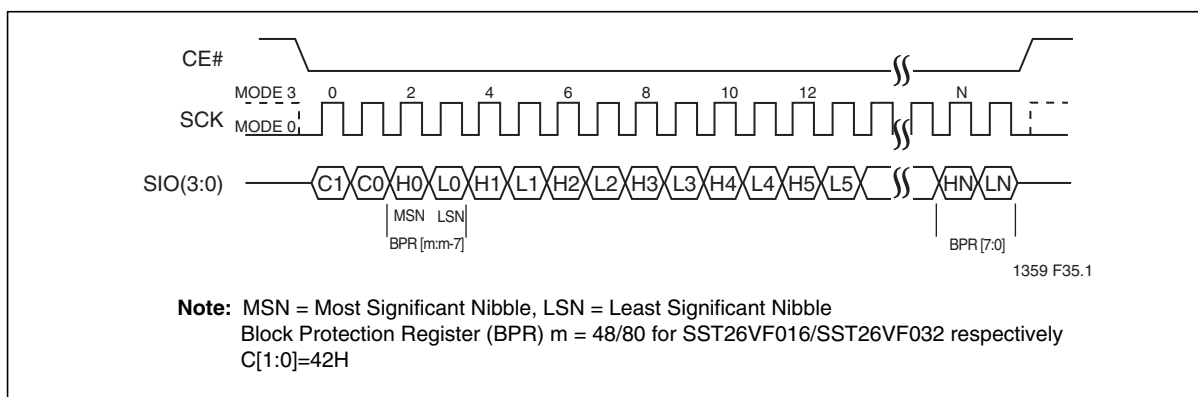 CE#
MODE 3 0 2 4 6 8 10 12 N
SCK
MODE 0
SIO(3:0) C1 C0 H0 L0 H1 L1 H2 L2 H3 L3 H4 L4 H5 L5 HN LN
MSN LSN
BPR [m:m-7] BPR [7:0]
1359 F35.1
Note: MSN = Most Significant Nibble, LSN = Least Significant Nibble
Block Protection Register (BPR) m = 48/80 for SST26VF016/SST26VF032 respectively
C[1:0]=42H